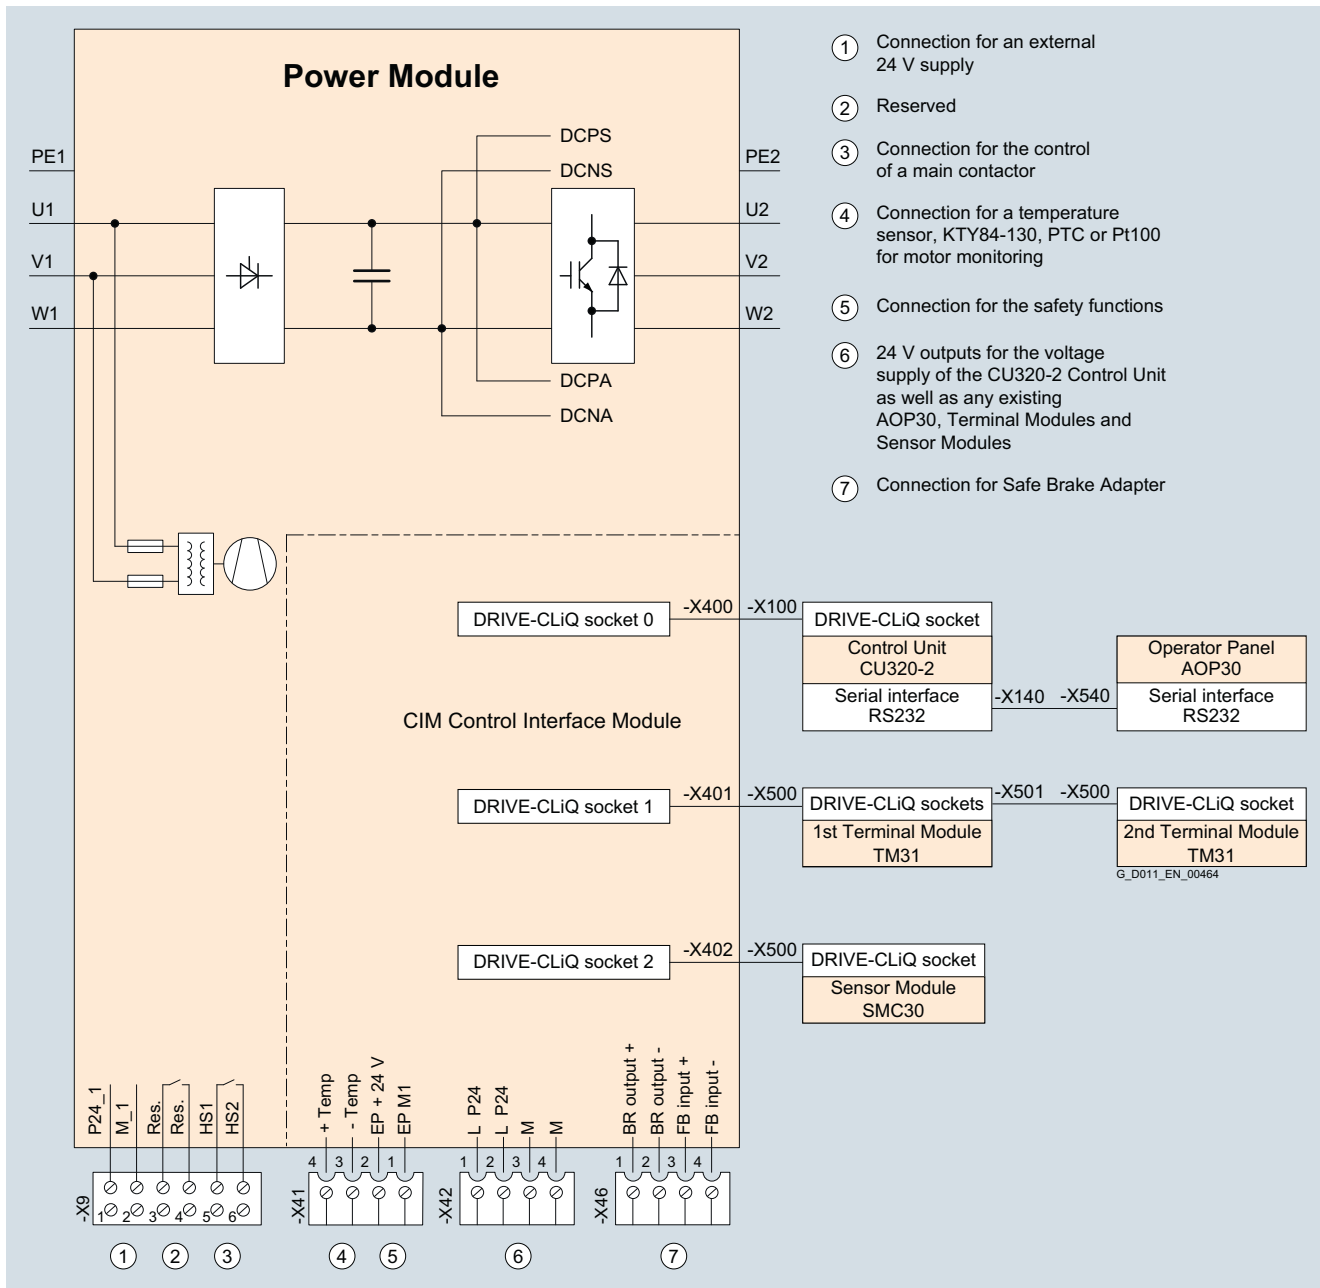 Power Module
PE1
U1
V1
W1
DCPS
DCNS
DCPA
DCNA
PE2
U2
V2
W2
1 Connection for an external
24 V supply
2 Reserved
3 Connection for the control
of a main contactor
4 Connection for a temperature
sensor, KTY84-130, PTC or Pt100
for motor monitoring
5 Connection for the safety functions
6 24 V outputs for the voltage
supply of the CU320-2 Control Unit
as well as any existing
AOP30, Terminal Modules and
Sensor Modules
7 Connection for Safe Brake Adapter
DRIVE-CLiQ socket 0
-X400 -X100
DRIVE-CLiQ socket
Control Unit
CU320-2
Serial interface
RS232
-X140 -X540
Operator Panel
AOP30
Serial interface
RS232
CIM Control Interface Module
DRIVE-CLiQ socket 1
-X401 -X500
DRIVE-CLiQ sockets
1st Terminal Module
TM31
-X501 -X500
DRIVE-CLiQ socket
2nd Terminal Module
TM31
G_D011_EN_00464
DRIVE-CLiQ socket 2
-X402 -X500
DRIVE-CLiQ socket
Sensor Module
SMC30
P24_1
M_1
Res.
Res.
HS1
HS2
-X9
1 2 3 4 5 6
1 2 3
+ Temp
- Temp
EP + 24 V
EP M1
4 3 2 1
-X41
4 5
L P24
L P24
M
M
1 2 3 4
-X42
6
BR output +
BR output -
FB input +
FB input -
1 2 3 4
-X46
7